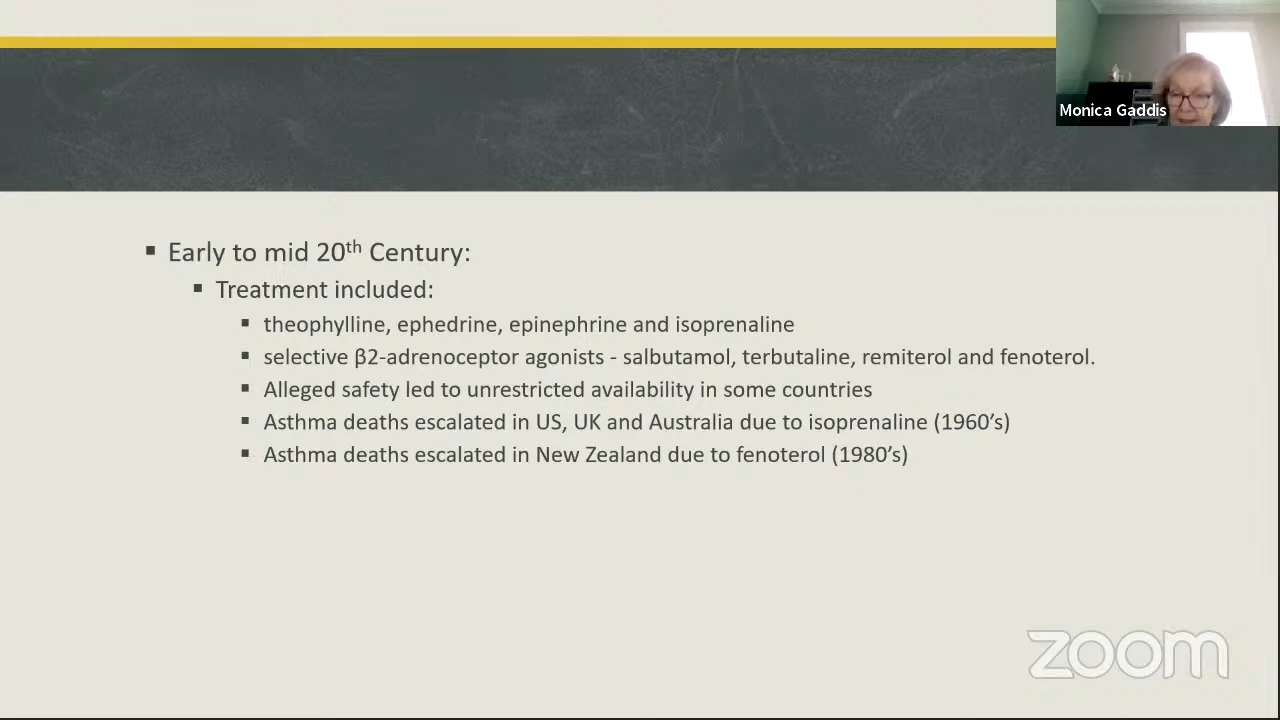 Monica Gaddis
▪ Early to mid 20th Century:
▪ Treatment included:
▪ theophylline, ephedrine, epinephrine and isoprenaline
▪ selective β2-adrenoceptor agonists - salbutamol, terbutaline, remiterol and fenoterol.
▪ Alleged safety led to unrestricted availability in some countries
▪ Asthma deaths escalated in US, UK and Australia due to isoprenaline (1960's)
▪ Asthma deaths escalated in New Zealand due to fenoterol (1980's)
zoom